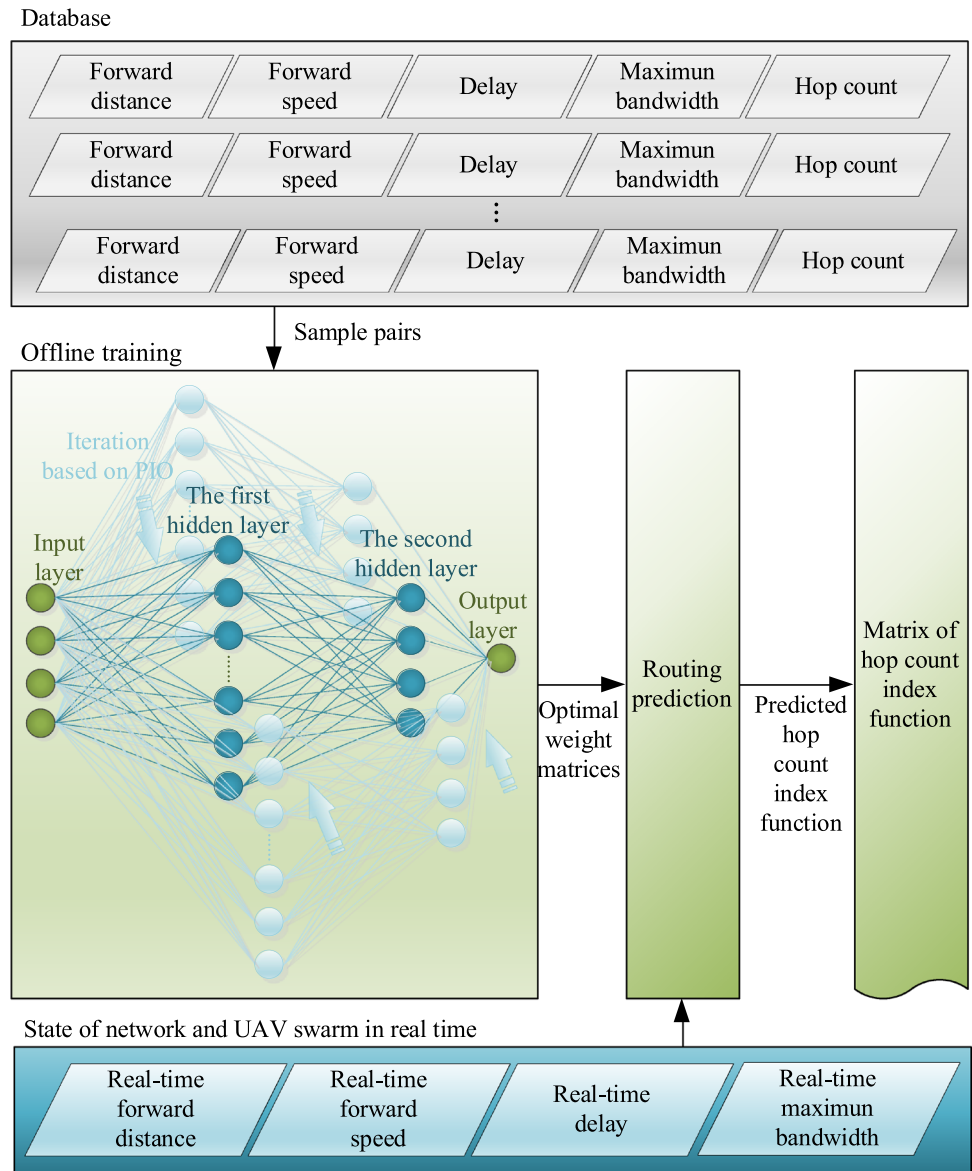 Database
Forward
distance
Forward
speed
Delay
Maximun
bandwidth
Hop count
Forward
distance
Forward
speed
Delay
Maximun
bandwidth
Hop count
Forward
distance
Forward
speed
Delay
Maximun
bandwidth
Hop count
Sample pairs
Offline training
Iteration
based on PIO
The first
hidden layer
The second
hidden layer
Input
layer
Output
layer
Optimal
weight
matrices
Routing
prediction
Predicted
hop
count
index
function
Matrix of
hop count
index
function
State of network and UAV swarm in real time
Real-time
forward
distance
Real-time
forward
speed
Real-time
delay
Real-time
maximun
bandwidth